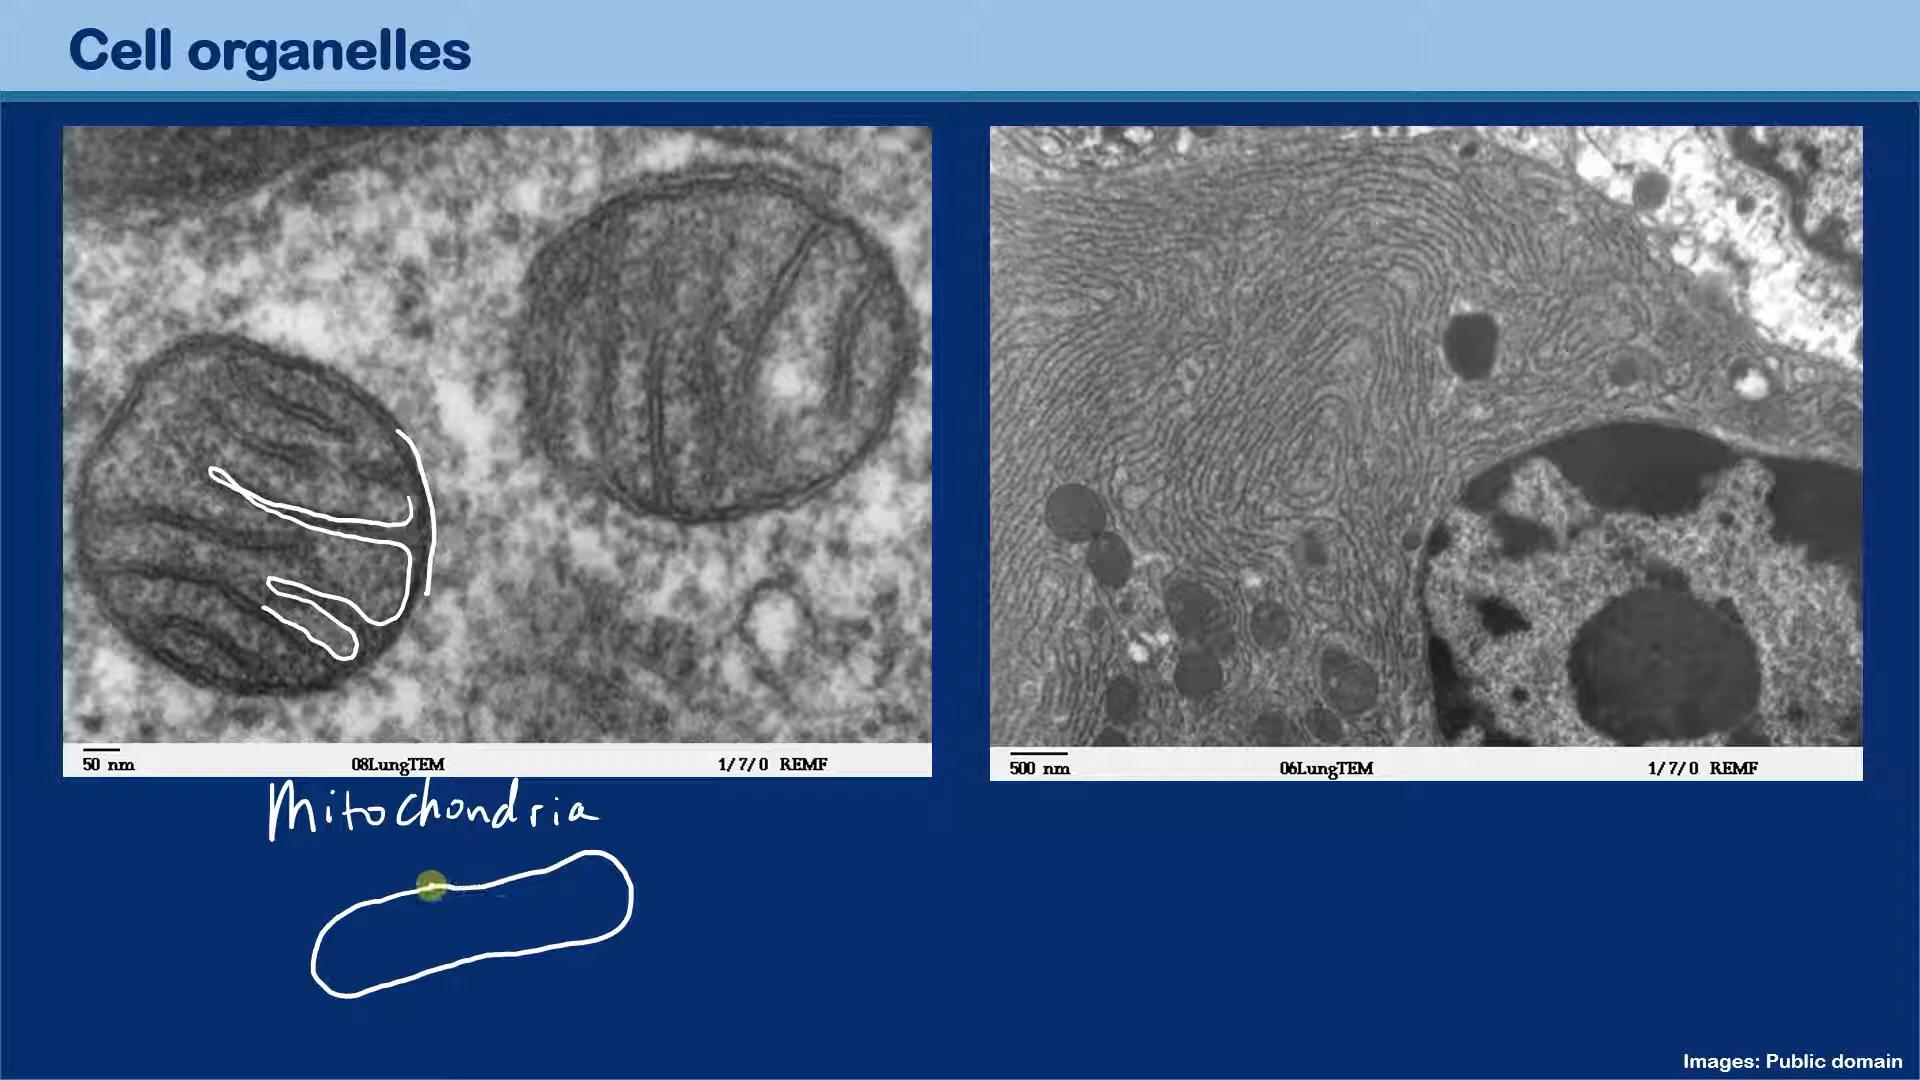 Cell organelles
50 nm 08LungTEM 1/7/0 REMF
500 nm 06LungTEM 1/7/0 REMF
Mitochondria
Images: Public domain